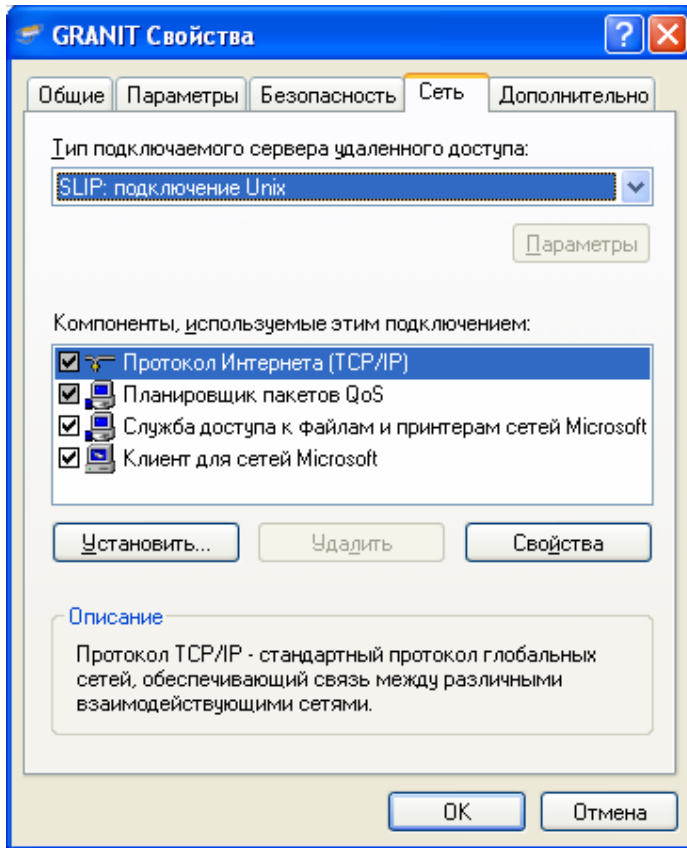 GRANIT Свойства
Общие Параметры Безопасность Сеть Дополнительно
Тип подключаемого сервера удаленного доступа:
SLIP: подключение Unix
Параметры
Компоненты, используемые этим подключением:
Протокол Интернета (TCP/IP)
Планировщик пакетов QoS
Служба доступа к файлам и принтерам сетей Microsoft
Клиент для сетей Microsoft
Установить... Удалить Свойства
Описание
Протокол TCP/IP - стандартный протокол глобальных
сетей, обеспечивающий связь между различными
взаимодействующими сетями.
OK Отмена